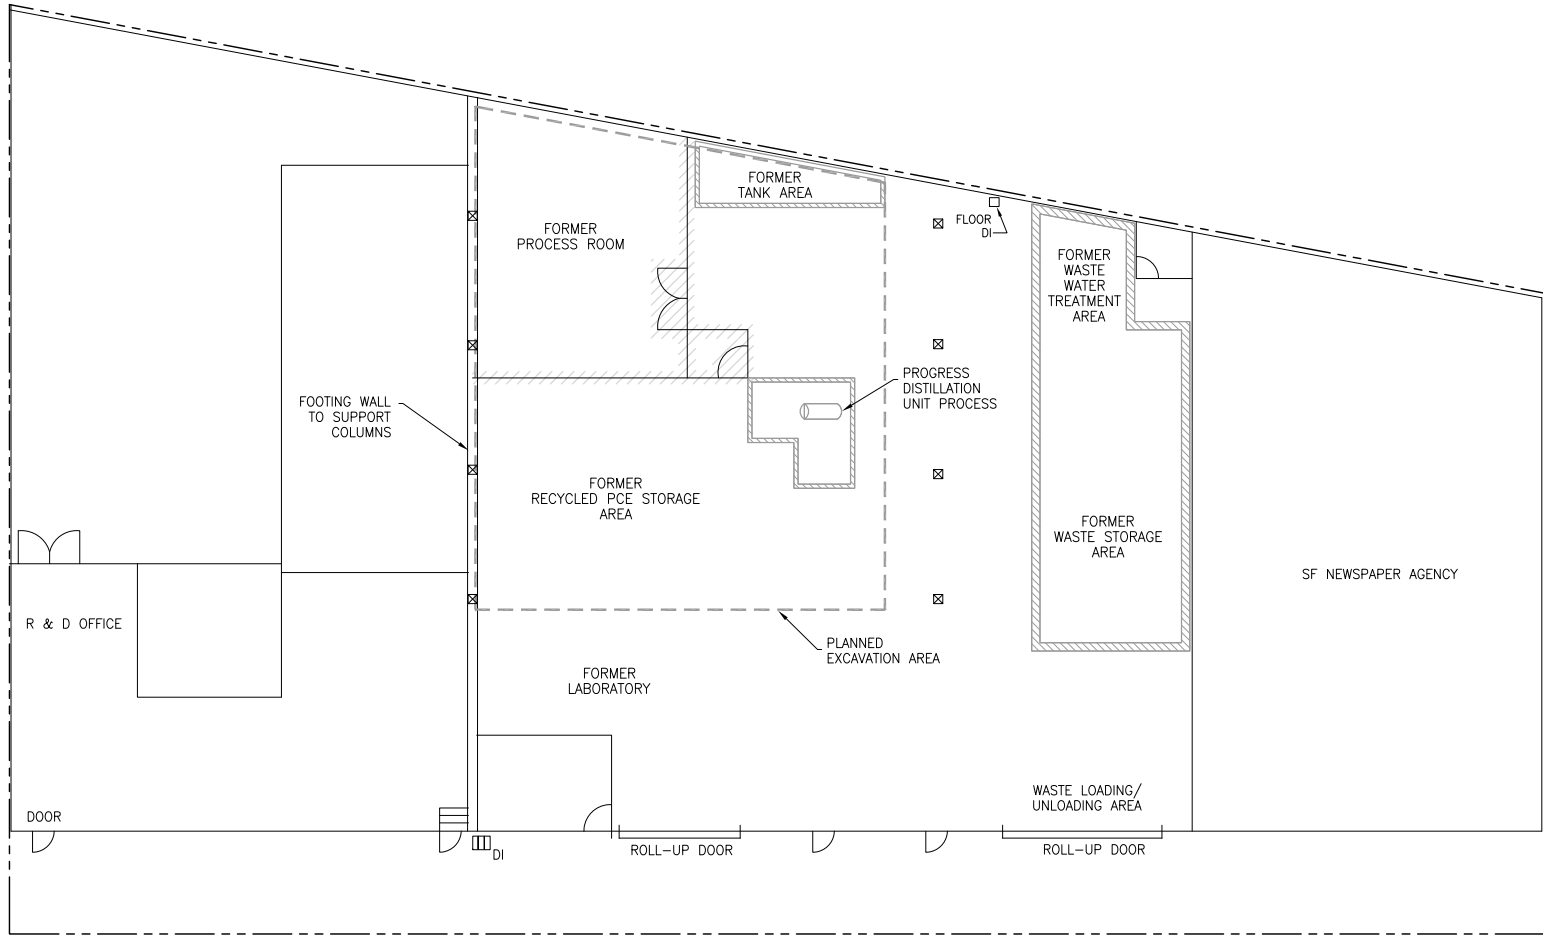 FORMER
TANK AREA
FORMER
PROCESS ROOM
FLOOR
DI
FORMER
WASTE
WATER
TREATMENT
AREA
PROGRESS
DISTILLATION
UNIT PROCESS
FOOTING WALL
TO SUPPORT
COLUMNS
FORMER
RECYCLED PCE STORAGE
AREA
FORMER
WASTE STORAGE
AREA
SF NEWSPAPER AGENCY
R & D OFFICE
PLANNED
EXCAVATION AREA
FORMER
LABORATORY
WASTE LOADING/
UNLOADING AREA
DOOR
DI
ROLL-UP DOOR
ROLL-UP DOOR